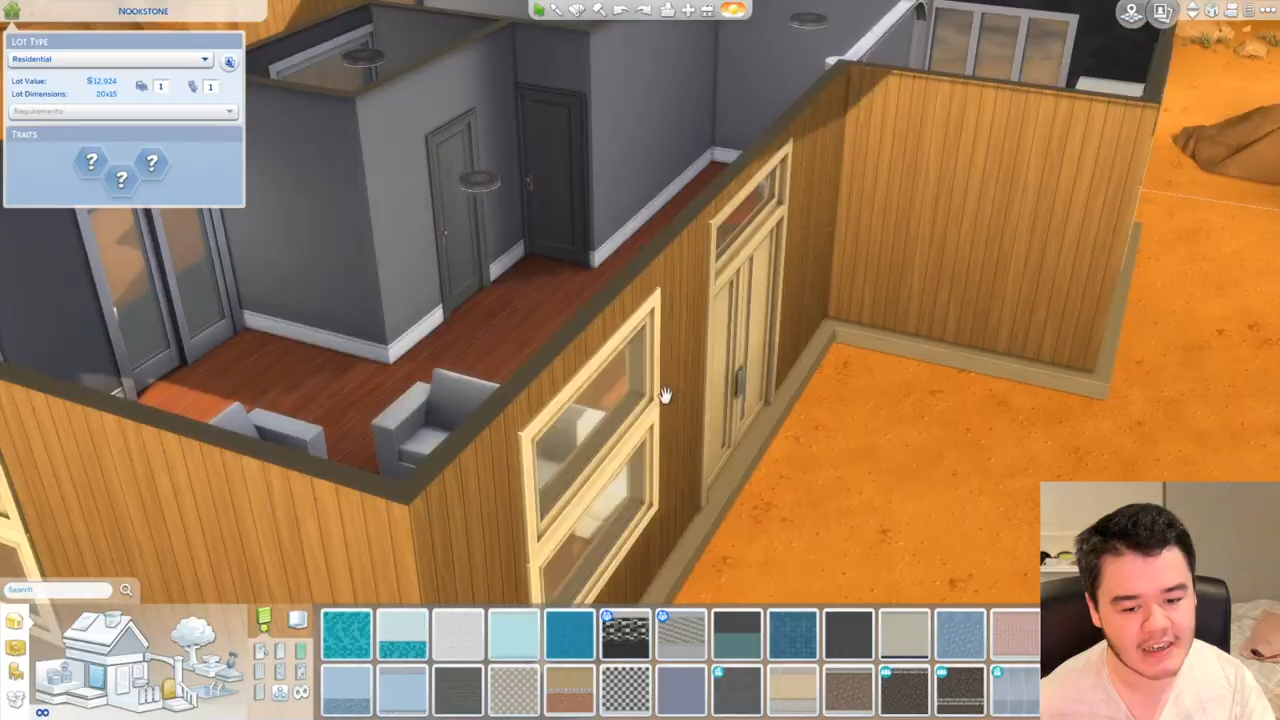 NOOKSTONE
LOT TYPE
Residential
Lot Value: §12,924
1 1
Lot Dimensions: 20x15
Requirements:
TRAITS
? ? ?
Search